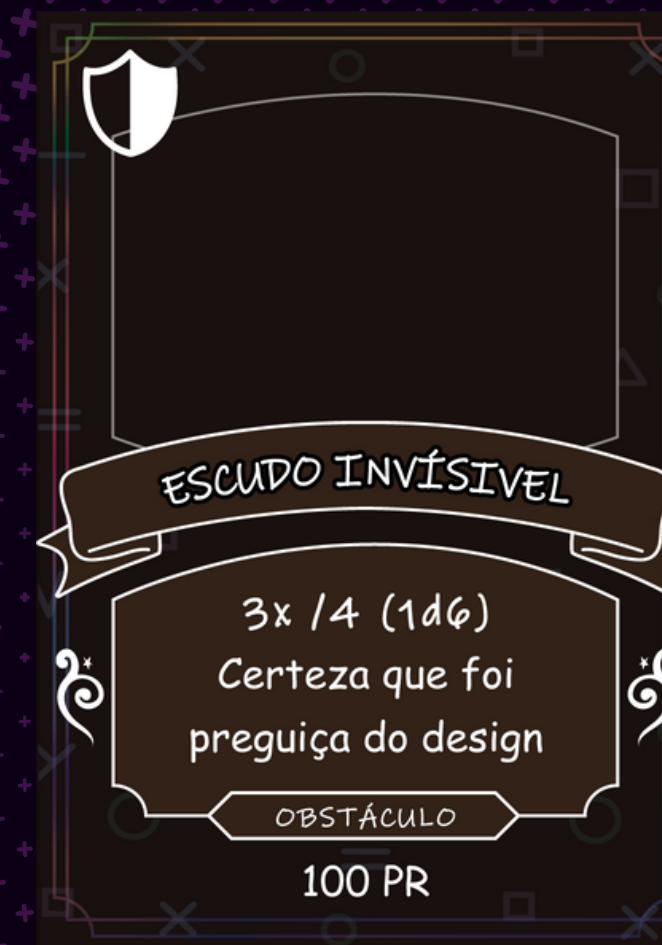 ESCUDO INVÍSIVEL
3x /4 (1d6)
Certeza que foi
preguiça do design
OBSTÁCULO
100 PR